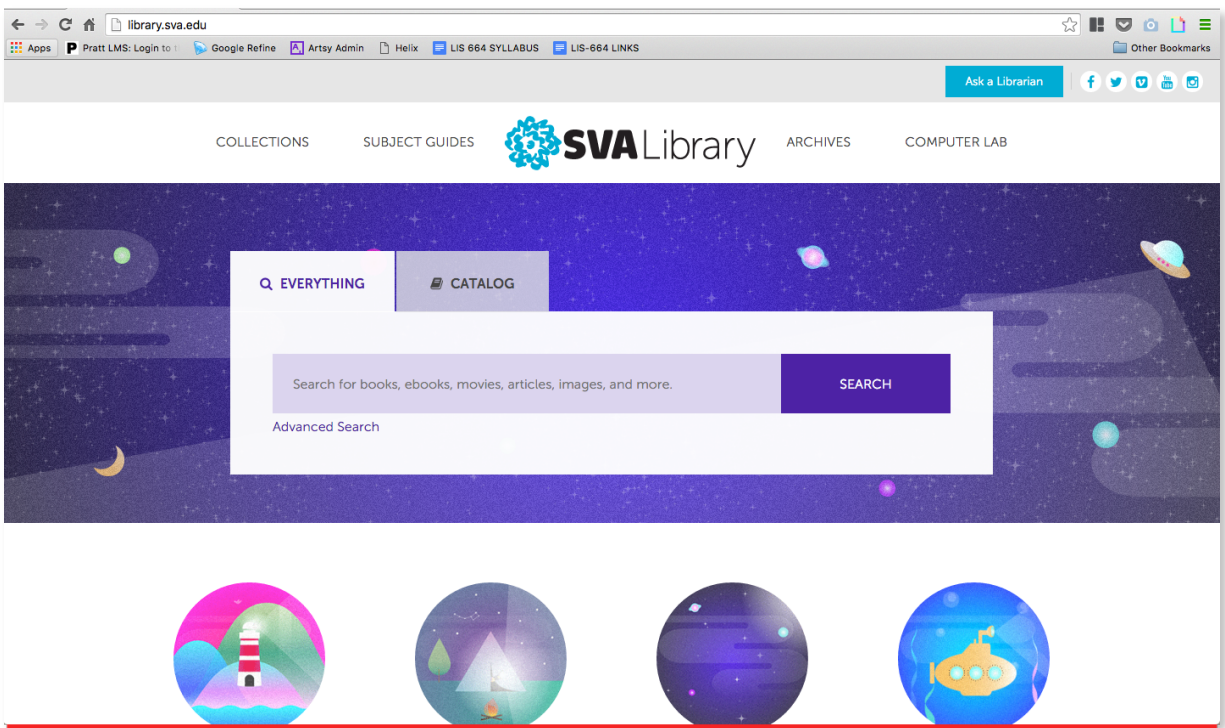 library.sva.edu
Apps Pratt LMS: Login to Google Refine Artsy Admin Helix LIS 664 SYLLABUS LIS-664 LINKS Other Bookmarks
Ask a Librarian
COLLECTIONS SUBJECT GUIDES SVA Library ARCHIVES COMPUTER LAB
EVERYTHING CATALOG
Search for books, ebooks, movies, articles, images, and more. SEARCH
Advanced Search